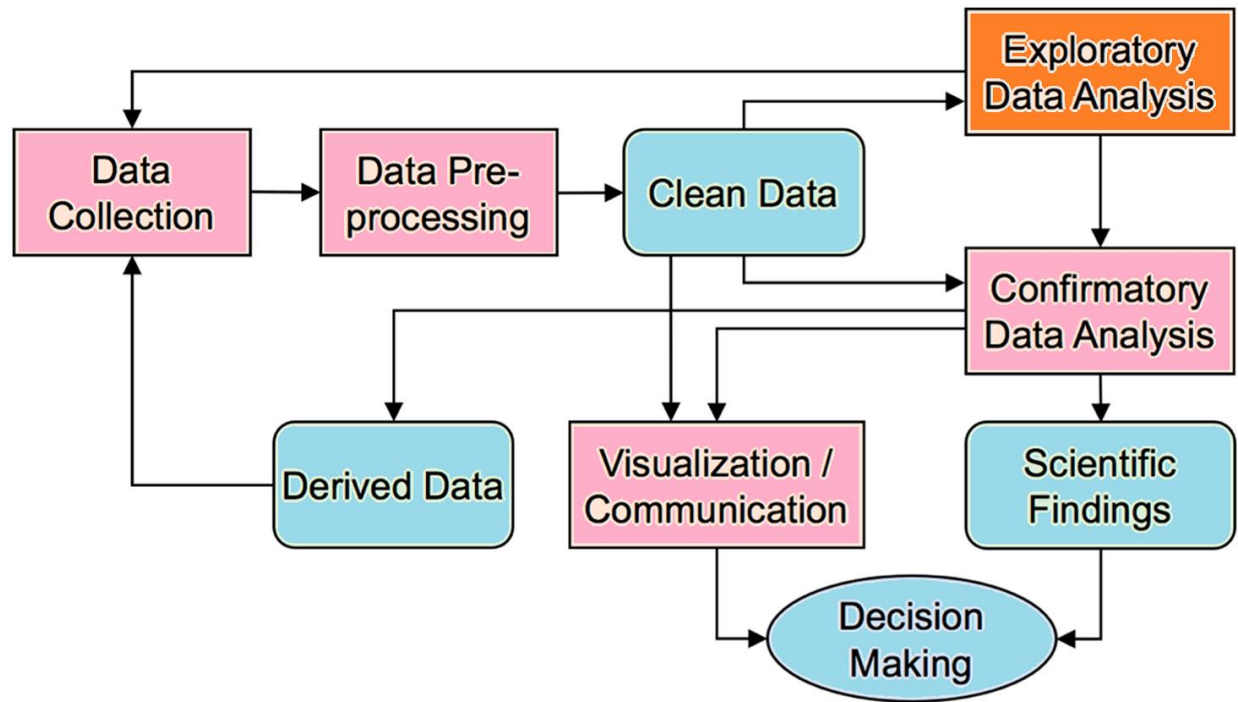 Exploratory
Data Analysis
Data
Collection
Data Pre-
processing
Clean Data
Confirmatory
Data Analysis
Derived Data
Visualization /
Communication
Scientific
Findings
Decision
Making